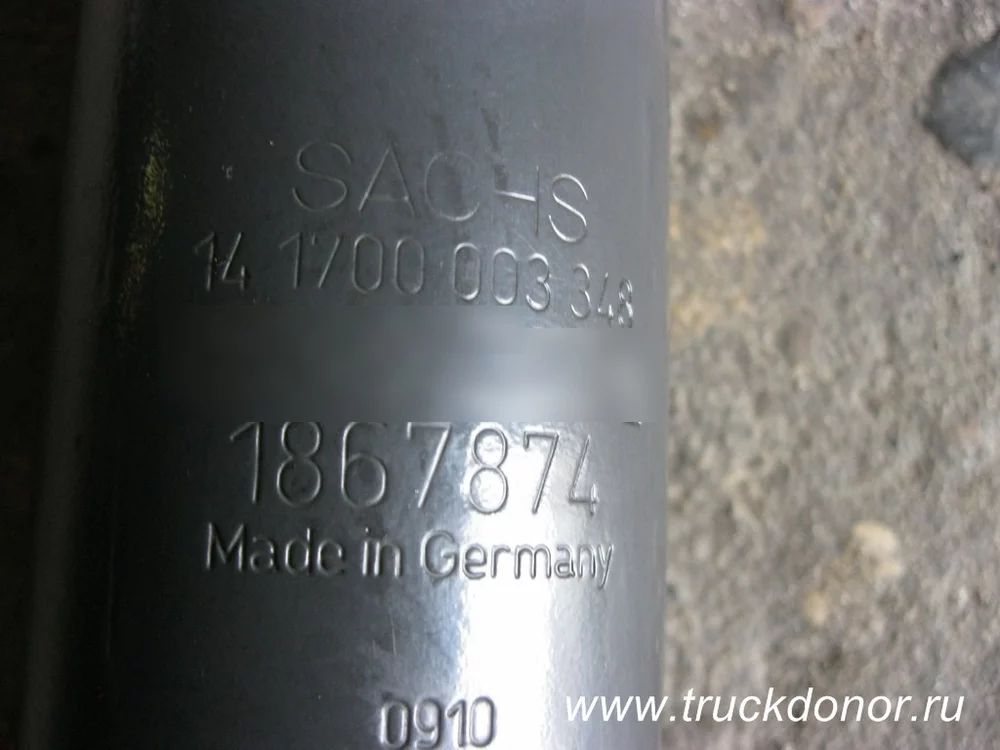 SACHS
14 1700 003 348
1867874
Made in Germany
0910
www.truckdonor.ru